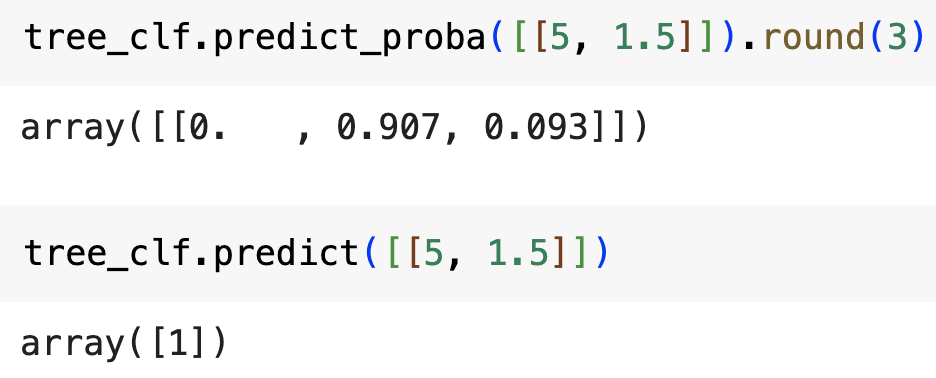 tree_clf.predict_proba([[5, 1.5]]).round(3)
array([[0.   , 0.907, 0.093]])
tree_clf.predict([[5, 1.5]])
array([1])